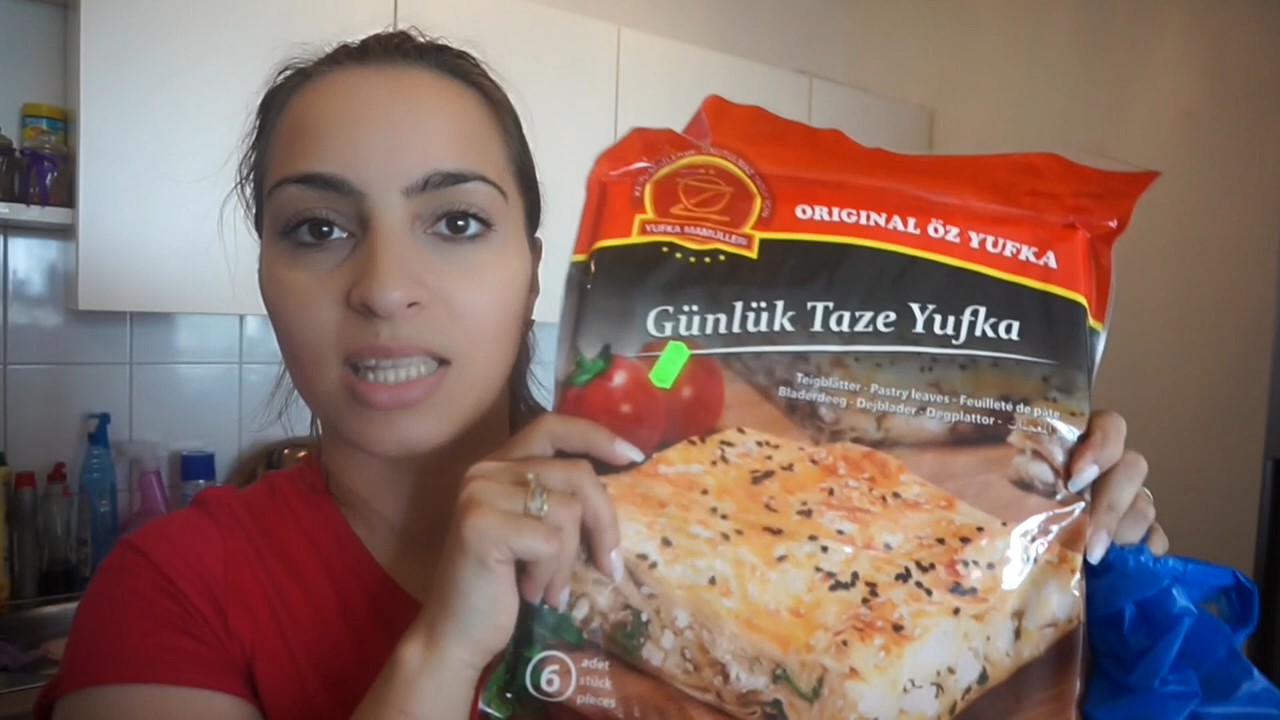 YUFKA MAMÜLLERİ
ORIGINAL ÖZ YUFKA
Günlük Taze Yufka
Teigblätter - Pastry leaves - Feuilleté de pâte
Bladerdeeg - Dejblader - Degplattor -
6
adet
stück
pieces